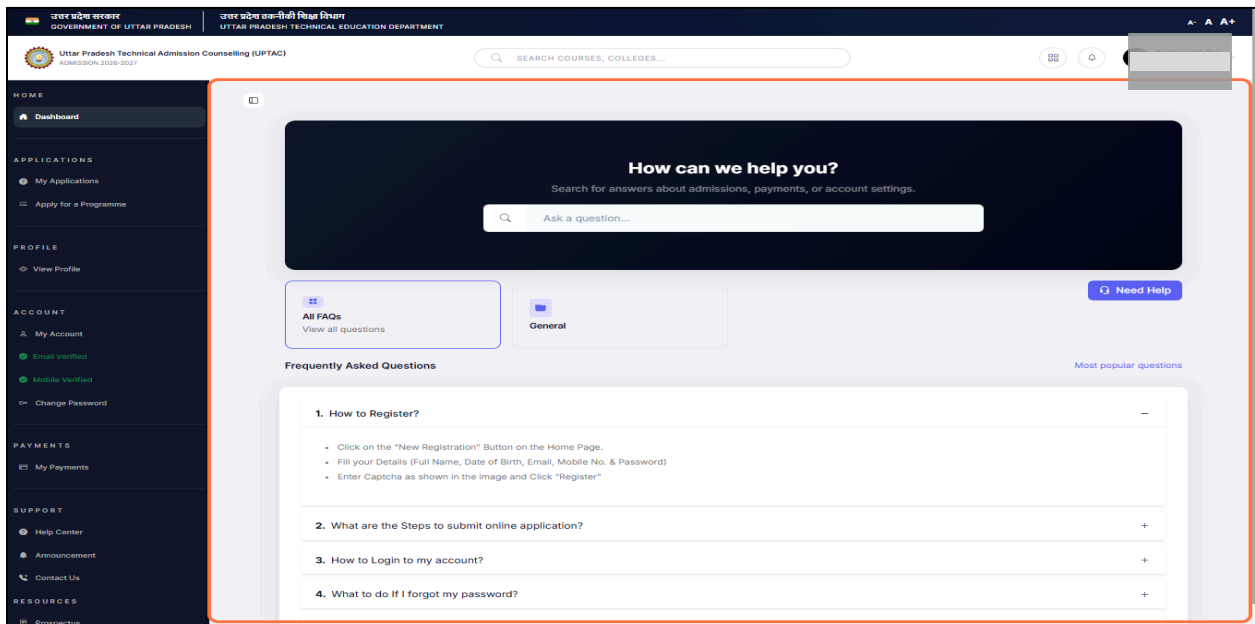 उत्तर प्रदेश सरकार
GOVERNMENT OF UTTAR PRADESH
उत्तर प्रदेश तकनीकी शिक्षा विभाग
UTTAR PRADESH TECHNICAL EDUCATION DEPARTMENT
A- A A+
Uttar Pradesh Technical Admission Counselling (UPTAC)
ADMISSION 2026-2027
SEARCH COURSES, COLLEGES...
HOME
Dashboard
APPLICATIONS
My Applications
Apply for a Programme
PROFILE
View Profile
ACCOUNT
My Account
Email Verified
Mobile Verified
Change Password
PAYMENTS
My Payments
SUPPORT
Help Center
Announcement
Contact Us
RESOURCES
Prospectus
How can we help you?
Search for answers about admissions, payments, or account settings.
Ask a question...
Need Help
All FAQs
View all questions
General
Frequently Asked Questions
Most popular questions
1. How to Register? −
• Click on the "New Registration" Button on the Home Page.
• Fill your Details (Full Name, Date of Birth, Email, Mobile No. & Password)
• Enter Captcha as shown in the image and Click "Register"
2. What are the Steps to submit online application? +
3. How to Login to my account? +
4. What to do If I forgot my password? +